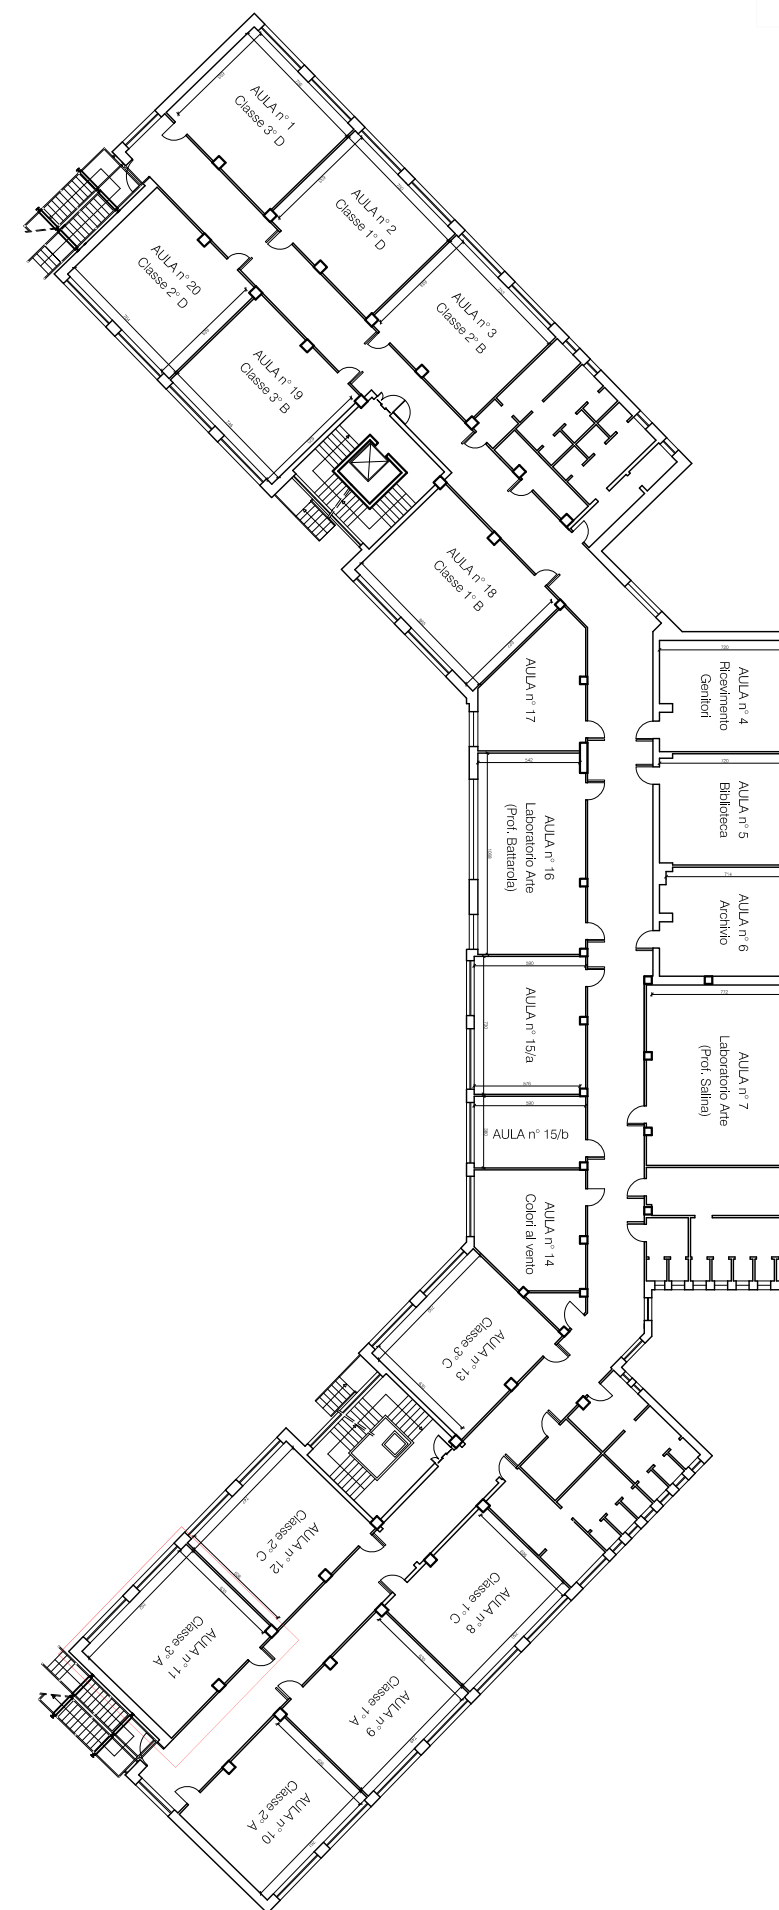 AULA n° 1
Classe 3° D
AULA n° 2
Classe 1° D
AULA n° 3
Classe 2° B
AULA n° 20
Classe 2° D
AULA n° 19
Classe 3° B
AULA n° 18
Classe 1° B
AULA n° 17
AULA n° 4
Ricevimento
Genitori
AULA n° 5
Biblioteca
AULA n° 16
Laboratorio Arte
(Prof. Battarola)
AULA n° 6
Archivio
AULA n° 15/a
AULA n° 7
Laboratorio Arte
(Prof. Salina)
AULA n° 15/b
AULA n° 14
Colori al vento
AULA n° 13
Classe 3° C
AULA n° 12
Classe 2° C
AULA n° 8
Classe 1° C
AULA n° 11
Classe 3° A
AULA n° 9
Classe 1° A
AULA n° 10
Classe 2° A